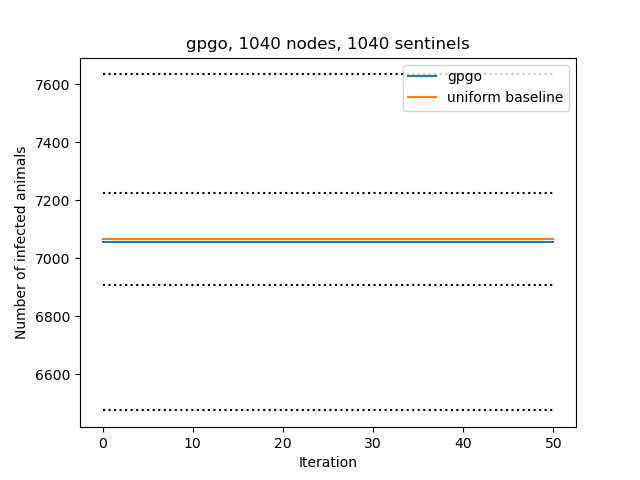 gpgo, 1040 nodes, 1040 sentinels
gpgo
uniform baseline
Number of infected animals
7600
7400
7200
7000
6800
6600
0 10 20 30 40 50
Iteration